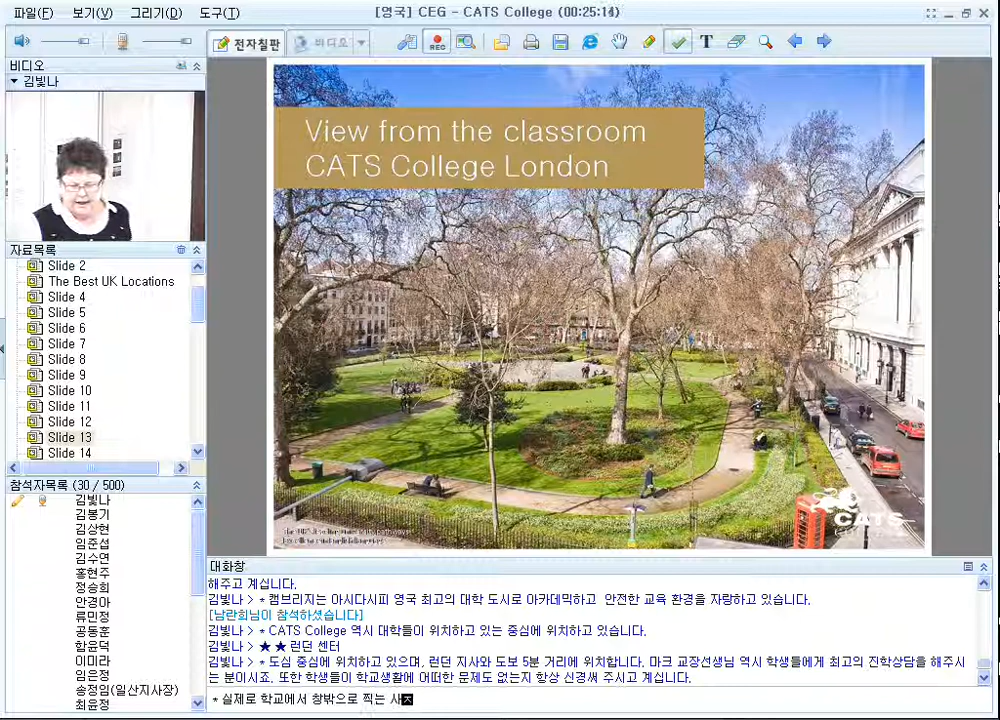 파일(F) 보기(V) 그리기(D) 도구(T)
[영국] CEG - CATS College (00:25:14)
전자칠판
비디오
REC
T
비디오
김빛나
자료목록
Slide 2
The Best UK Locations
Slide 4
Slide 5
Slide 6
Slide 7
Slide 8
Slide 9
Slide 10
Slide 11
Slide 12
Slide 13
Slide 14
참석자목록 (30 / 500)
김빛나
김봉기
김상현
임준섭
김수연
홍현주
정승희
안경마
류민정
공동훈
함윤덕
이미라
임은정
송정임(일산지사장)
최윤정
View from the classroom
CATS College London
CATS
대화창
해주고 계십니다.
김빛나 > * 캠브리지는 아시다시피 영국 최고의 대학 도시로 아카데믹하고 안전한 교육 환경을 자랑하고 있습니다.
[남란희님이 참석하셨습니다]
김빛나 > * CATS College 역시 대학들이 위치하고 있는 중심에 위치하고 있습니다.
김빛나 > ★★런던 센터
김빛나 > * 도심 중심에 위치하고 있으며, 런던 지사와 도보 5분 거리에 위치합니다. 마크 교장선생님 역시 학생들에게 최고의 진학상담을 해주시
는 분이시죠. 또한 학생들이 학교생활에 어떠한 문제도 없는지 항상 신경써 주시고 계십니다.
* 실제로 학교에서 창밖으로 찍는 사ㅈ